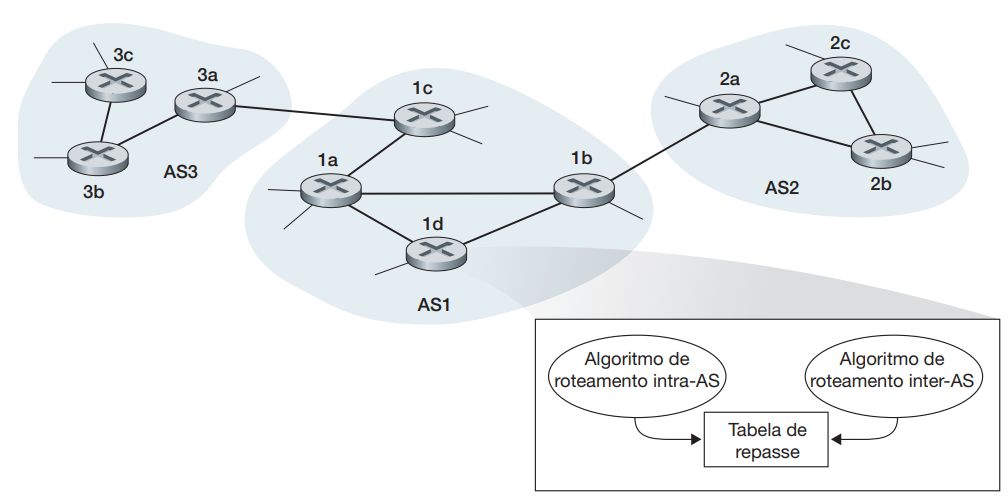 3c
3a
3b
AS3
1c
1a
1b
1d
AS1
2c
2a
2b
AS2
Algoritmo de
roteamento intra-AS
Algoritmo de
roteamento inter-AS
Tabela de
repasse